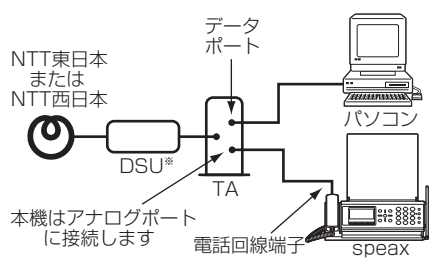 データ
ポート
NTT東日本
または
NTT西日本
パソコン
DSU※
TA
本機はアナログポート
に接続します
電話回線端子
speax